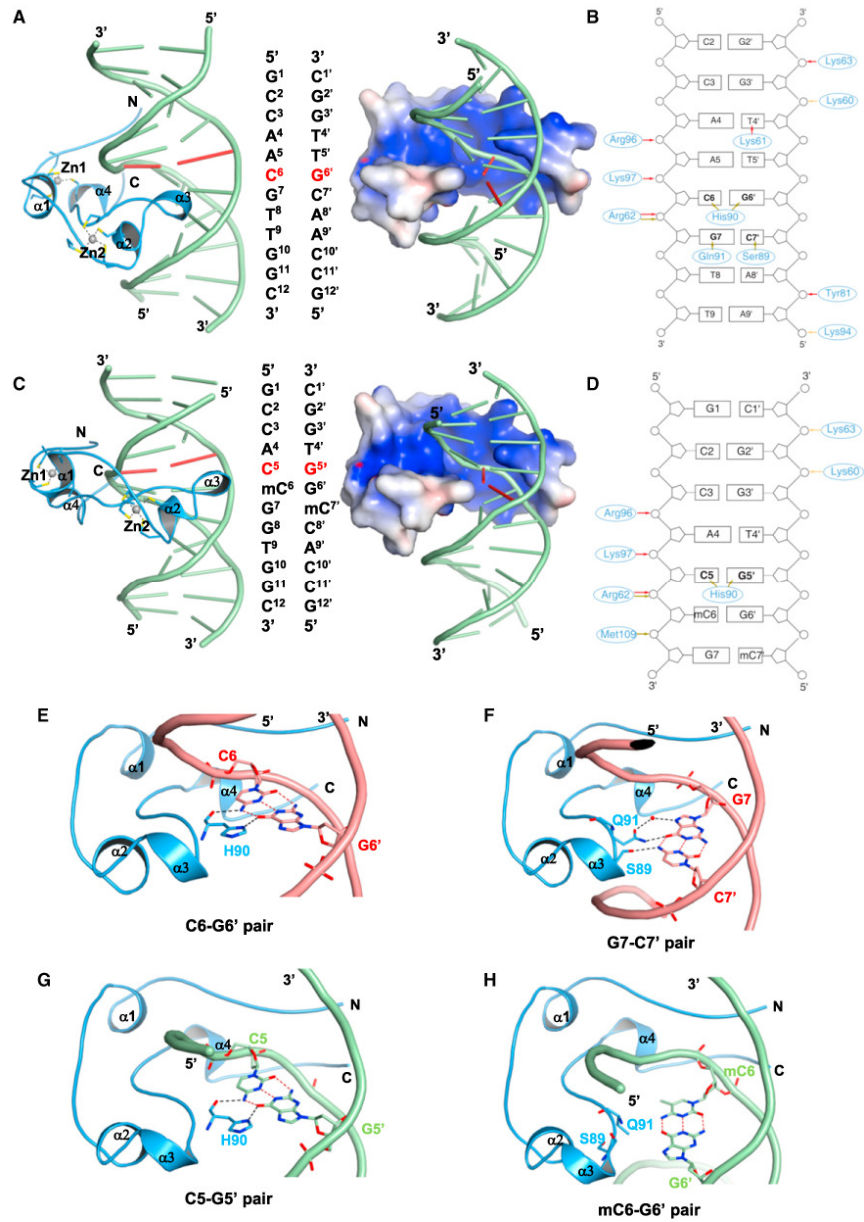 A
3'
5'
N
Zn1
C
α1
α4
α3
Zn2
α2
5'
3'
5' 3'
G1 C1'
C2 G2'
C3 G3'
A4 T4'
A5 T5'
C6 G6'
G7 C7'
T8 A8'
T9 A9'
G10 C10'
G11 C11'
C12 G12'
3' 5'
3'
5'
5'
3'
B
5' 3'
C2 G2'
Lys63
C3 G3'
Lys60
A4 T4'
Arg96
Lys61
A5 T5'
Lys97
C6 G6'
Arg62
His90
G7 C7'
Gln91 Ser89
T8 A8'
Tyr81
T9 A9'
Lys94
3' 5'
C
3'
5'
N
Zn1
α1
C
α3
α4
α2
Zn2
5'
3'
5' 3'
G1 C1'
C2 G2'
C3 G3'
A4 T4'
C5 G5'
mC6 G6'
G7 mC7'
G8 C8'
T9 A9'
G10 C10'
G11 C11'
C12 G12'
3' 5'
3'
5'
5'
3'
D
5' 3'
G1 C1'
Lys63
C2 G2'
Lys60
C3 G3'
Arg96
A4 T4'
Lys97
C5 G5'
Arg62
His90
mC6 G6'
Met109
G7 mC7'
3' 5'
E
5' 3'
N
C6
α1
α4
C
H90
G6'
α2
α3
C6-G6' pair
F
5'
3'
N
α1
C
α4
G7
Q91
α2
α3
S89
C7'
G7-C7' pair
G
3'
N
α1
α4
C5
5'
C
H90
α2
G5'
α3
C5-G5' pair
H
3'
N
α1
α4
C
mC6
5'
Q91
α2
S89
α3
G6'
mC6-G6' pair